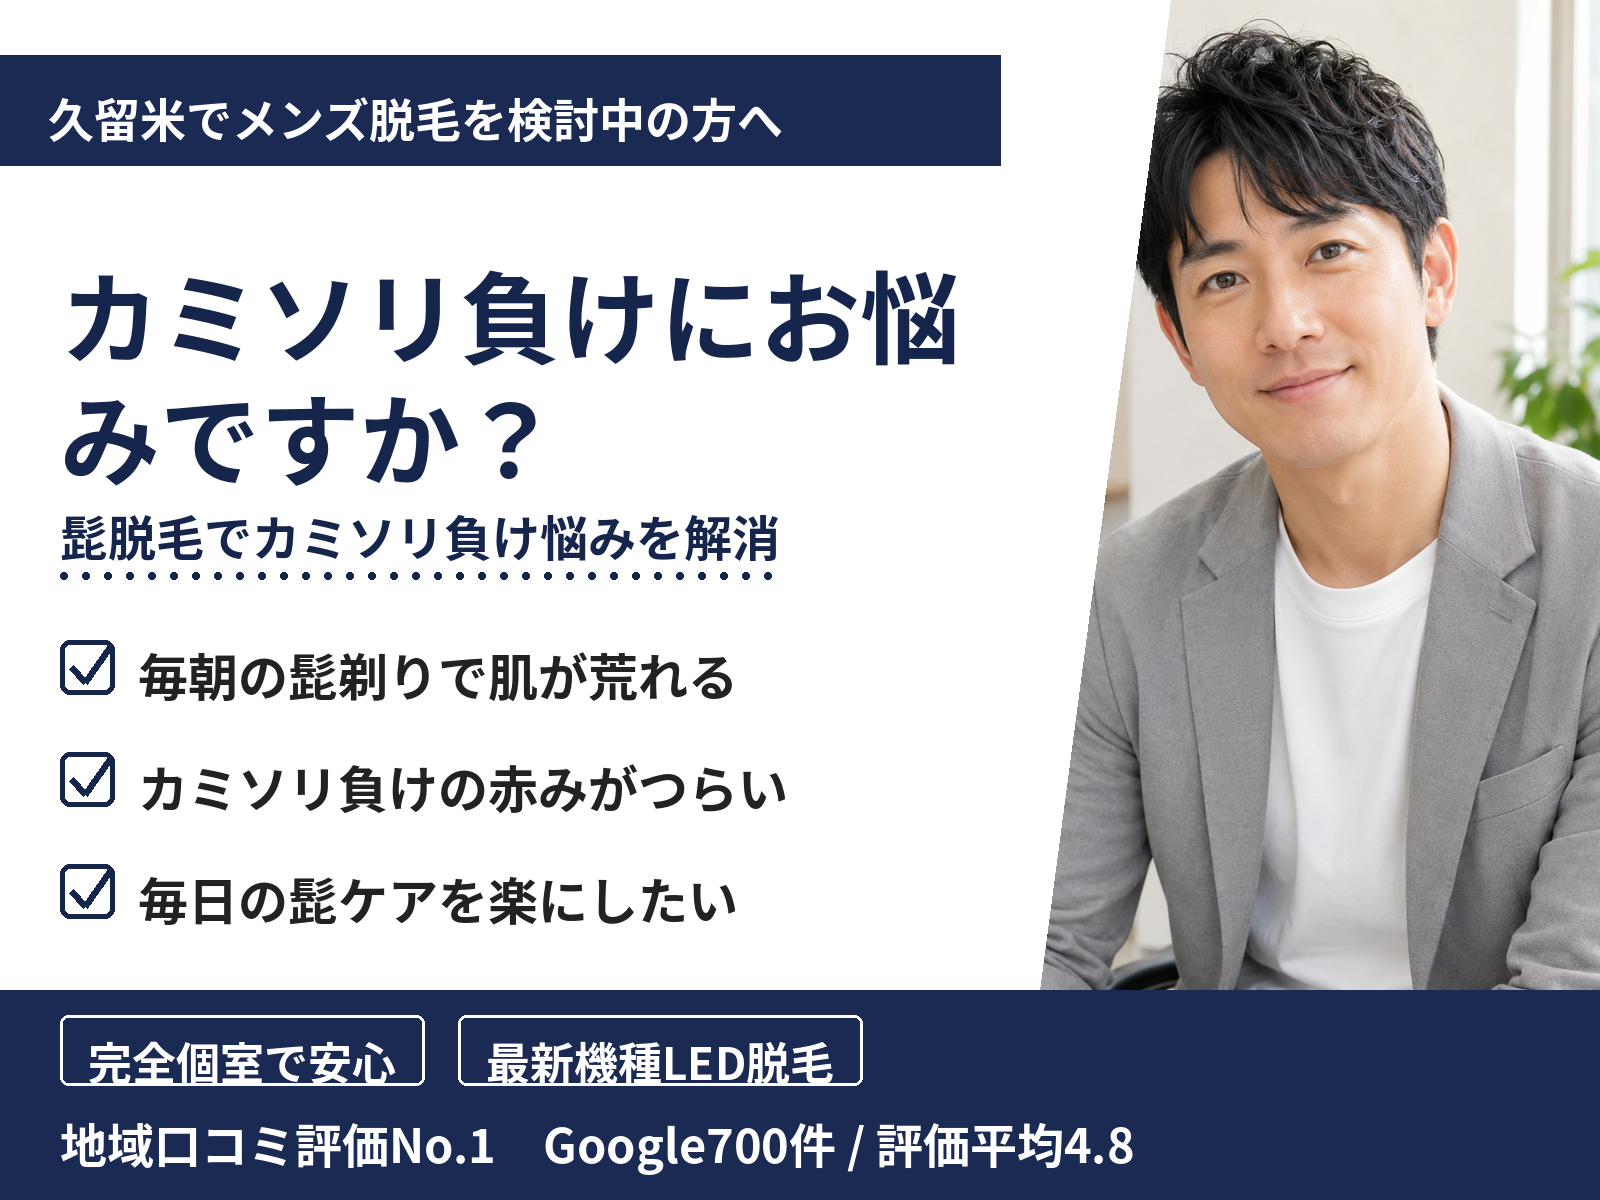 久留米でメンズ脱毛を検討中の方へ
カミソリ負けにお悩
みですか？
髭脱毛でカミソリ負け悩みを解消
毎朝の髭剃りで肌が荒れる
カミソリ負けの赤みがつらい
毎日の髭ケアを楽にしたい
完全個室で安心 最新機種LED脱毛
地域口コミ評価No.1 Google700件 / 評価平均4.8